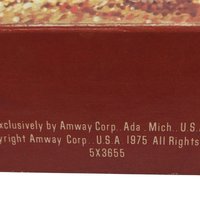 xclusively by Amway Corp., Ada, Mich., U.S.
yright Amway Corp., U.S.A. 1975 All Rights
5X3655